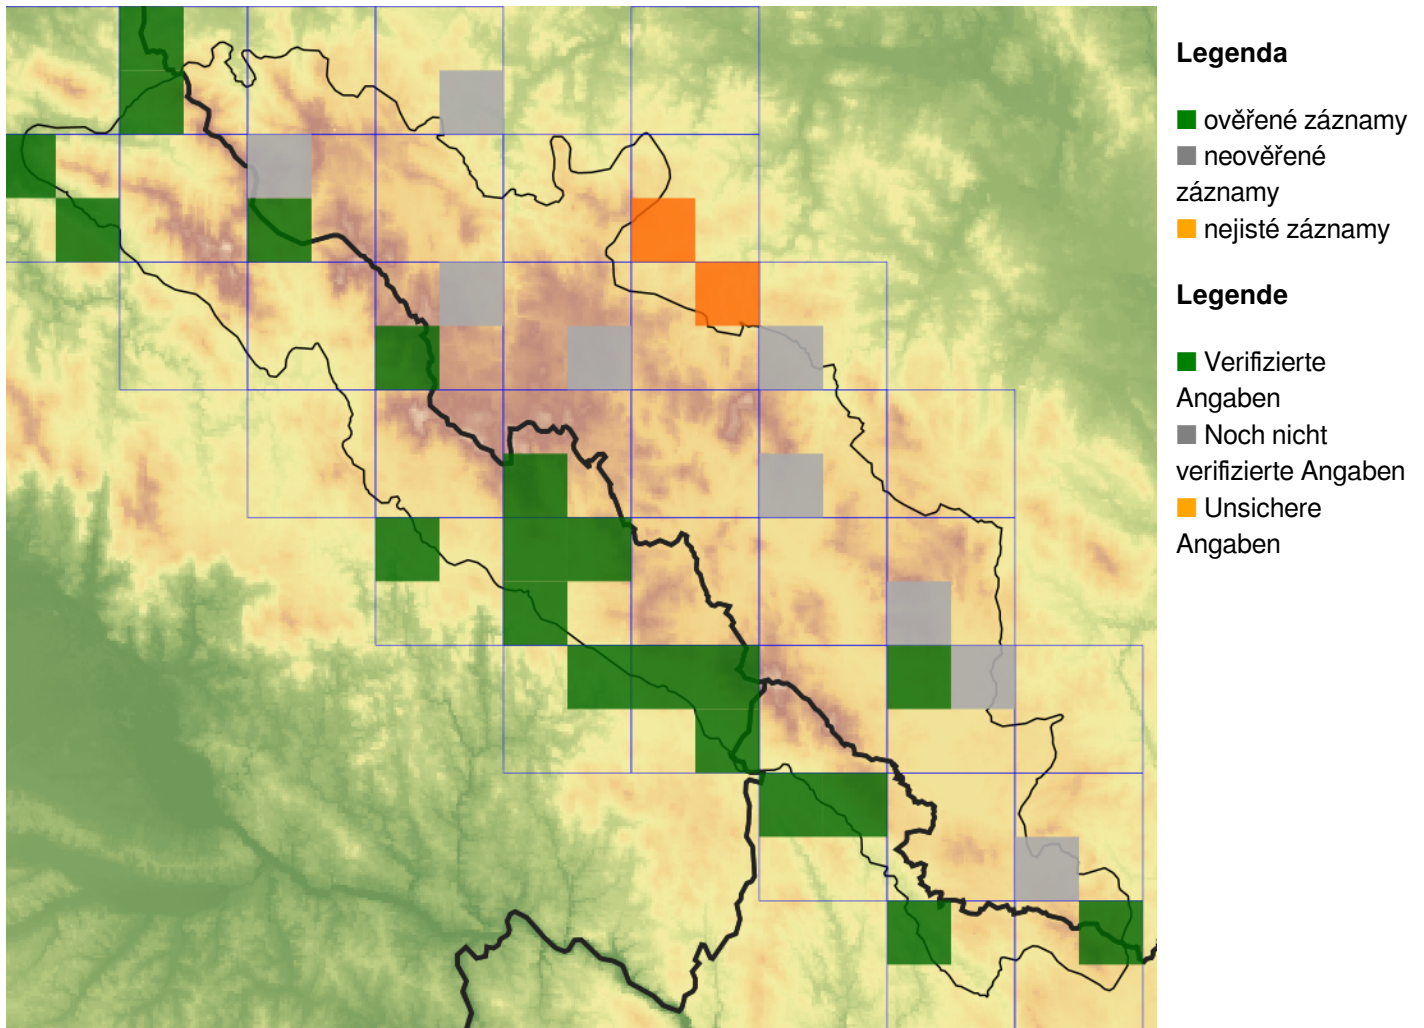 Legenda
ověřené záznamy
neověřené
záznamy
nejisté záznamy
Legende
Verifizierte
Angaben
Noch nicht
verifizierte Angaben
Unsichere
Angaben